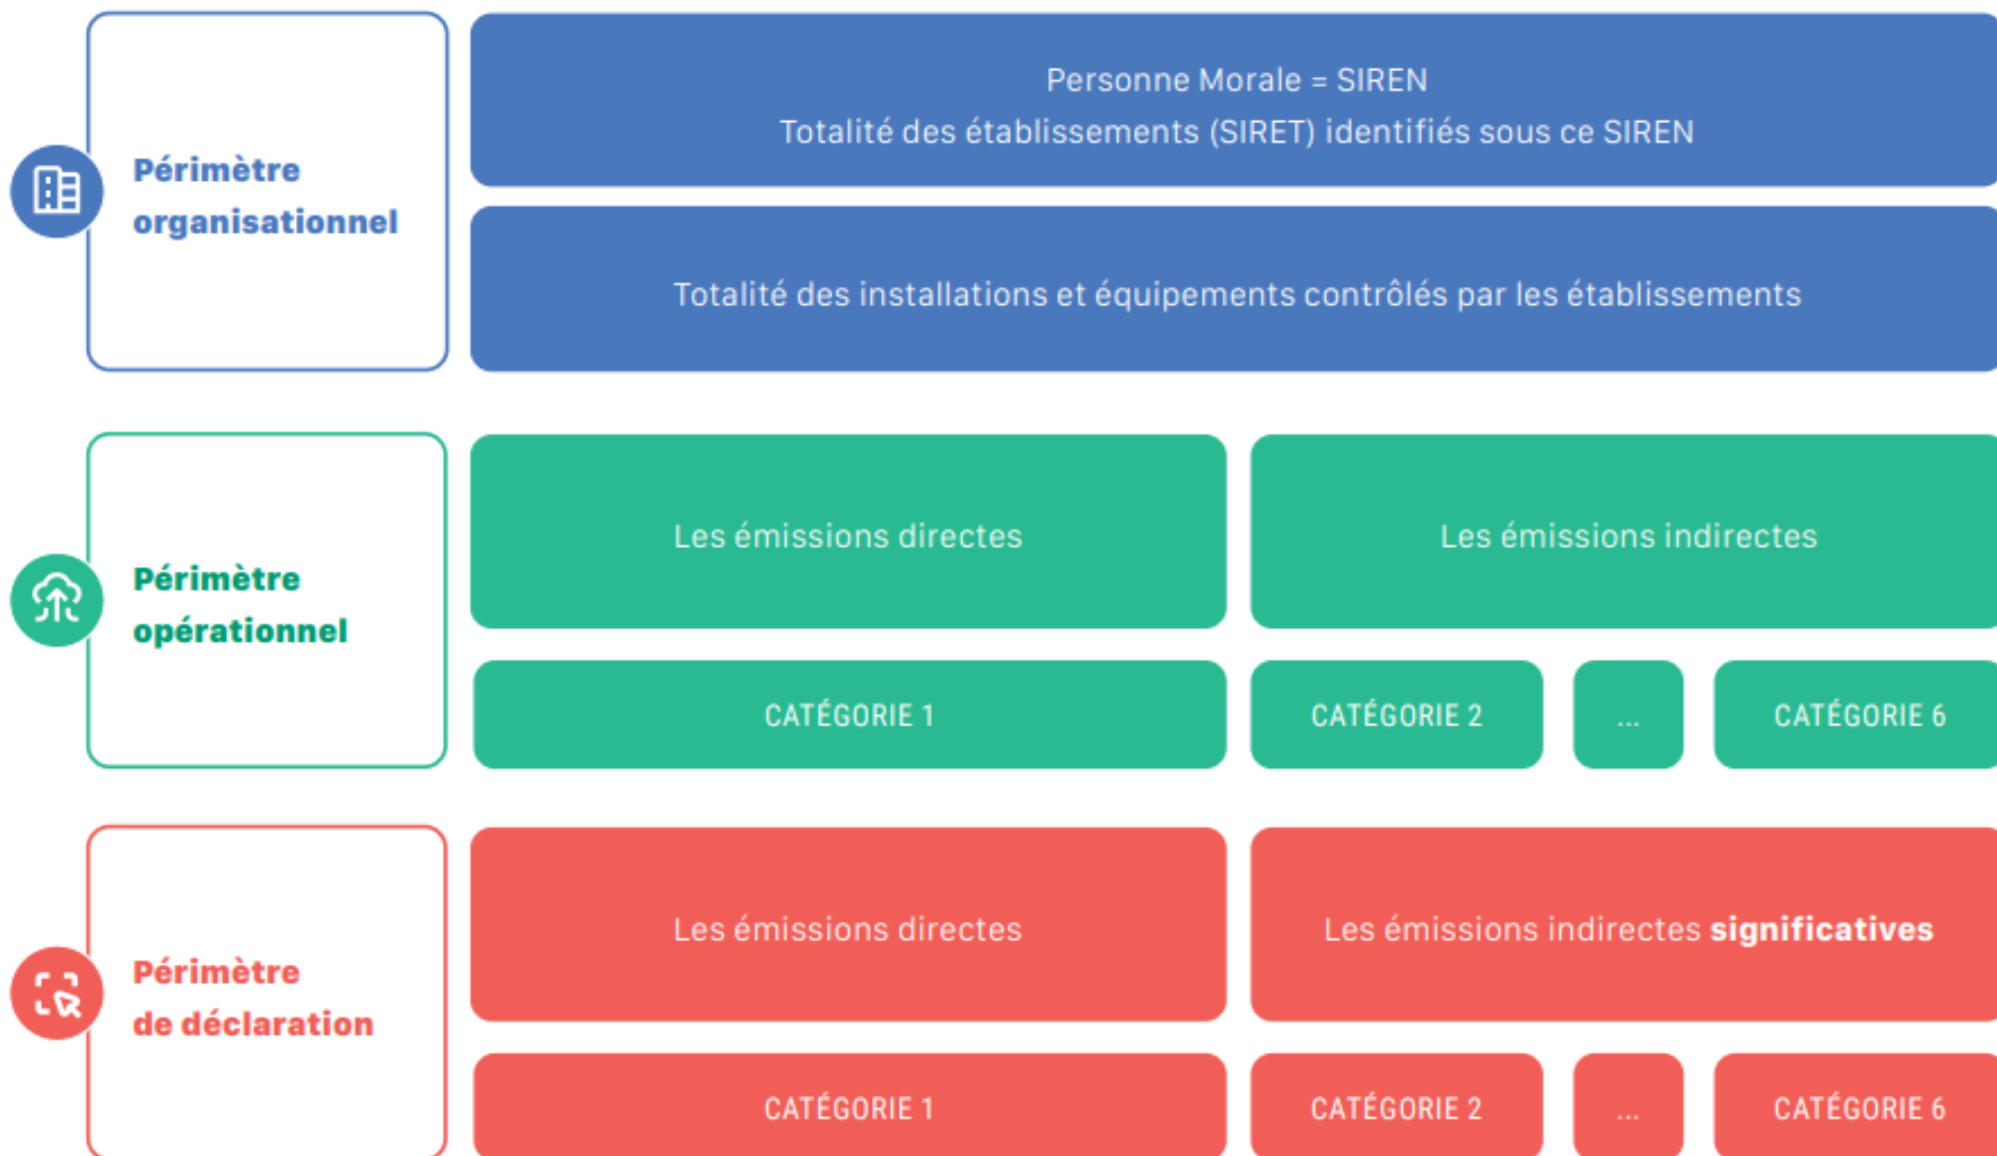 Périmètre
organisationnel
Personne Morale = SIREN
Totalité des établissements (SIRET) identifiés sous ce SIREN
Totalité des installations et équipements contrôlés par les établissements
Périmètre
opérationnel
Les émissions directes
Les émissions indirectes
CATÉGORIE 1
CATÉGORIE 2
...
CATÉGORIE 6
Périmètre
de déclaration
Les émissions directes
Les émissions indirectes significatives
CATÉGORIE 1
CATÉGORIE 2
...
CATÉGORIE 6